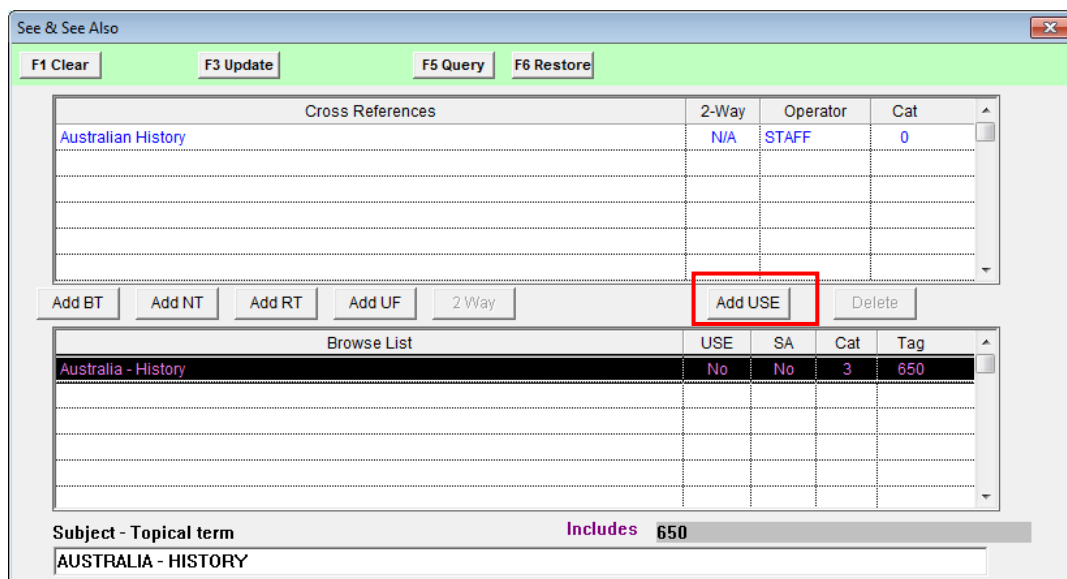 See & See Also
F1 Clear F3 Update F5 Query F6 Restore
Cross References 2-Way Operator Cat
Australian History N/A STAFF 0
Add BT Add NT Add RT Add UF 2 Way Add USE Delete
Browse List USE SA Cat Tag
Australia - History No No 3 650
Subject - Topical term Includes 650
AUSTRALIA - HISTORY